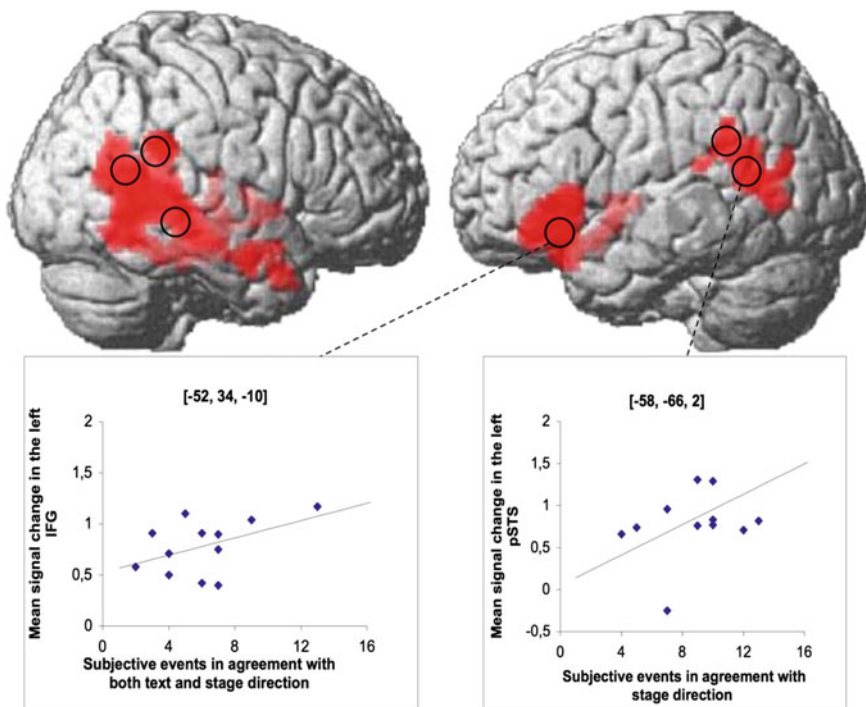 [-52, 34, -10]
Mean signal change in the left
IFG
2
1,5
1
0,5
0
0 4 8 12 16
Subjective events in agreement with
both text and stage direction
[-58, -66, 2]
Mean signal change in the left
pSTS
2
1,5
1
0,5
0
-0,5
0 4 8 12 16
Subjective events in agreement with
stage direction